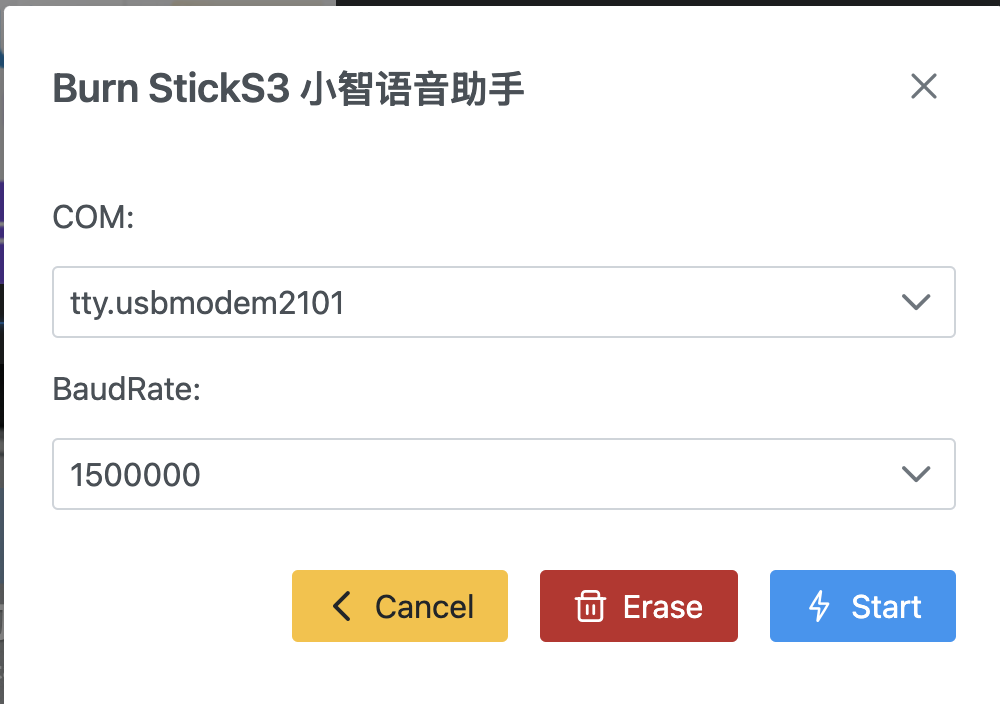 Burn StickS3 小智语音助手
COM:
tty.usbmodem2101
BaudRate:
1500000
Cancel
Erase
Start